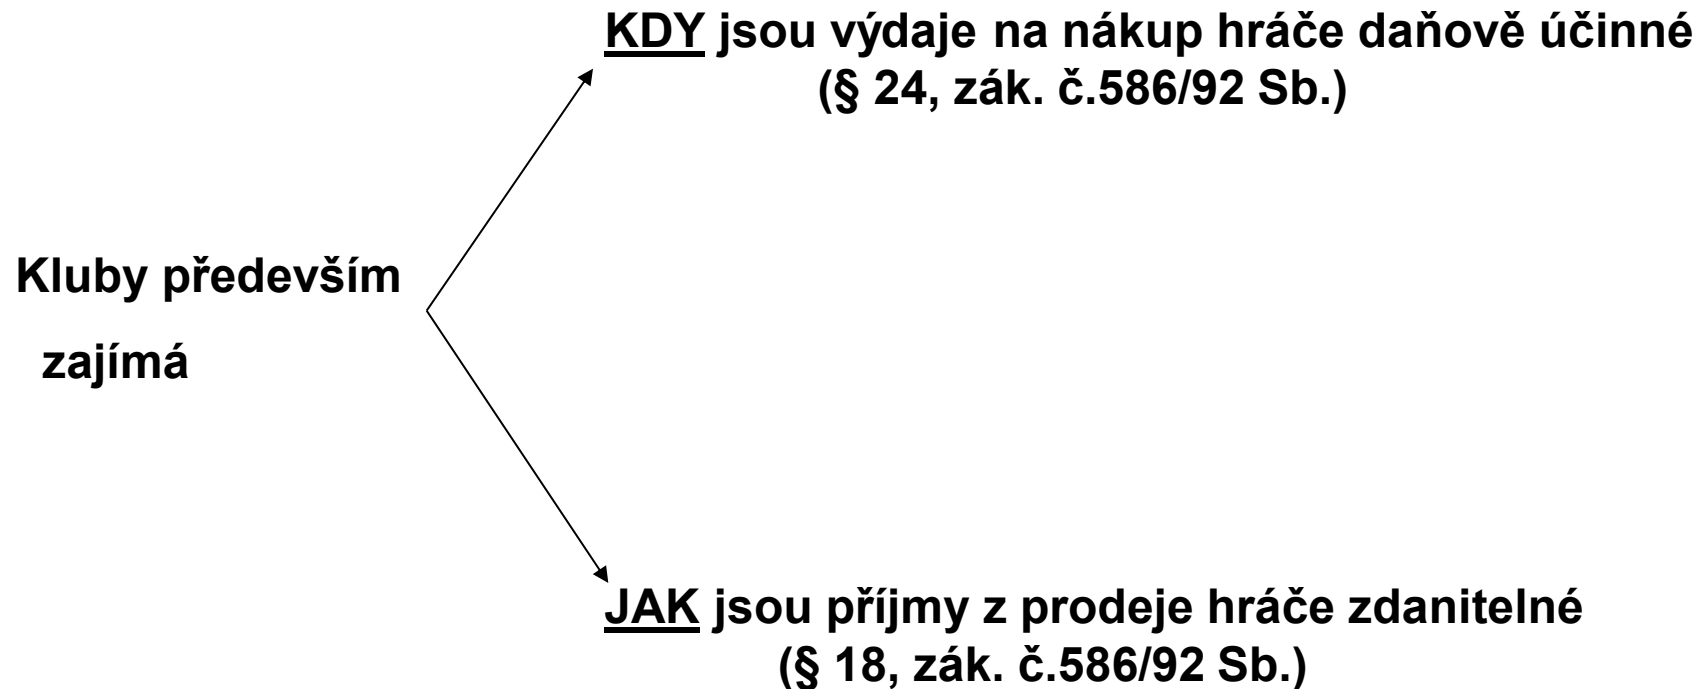 KDY jsou výdaje na nákup hráče daňově účinné
(§ 24, zák. č.586/92 Sb.)
Kluby především
zajímá
JAK jsou příjmy z prodeje hráče zdanitelné
(§ 18, zák. č.586/92 Sb.)